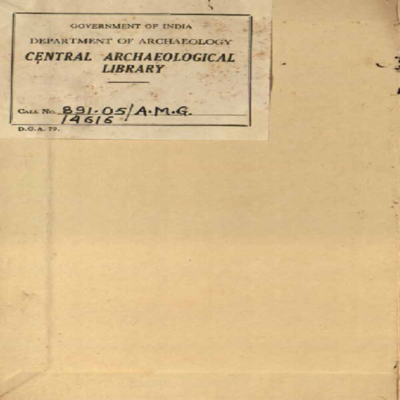 GOVERNMENT OF INDIA
DEPARTMENT OF ARCHAEOLOGY
CENTRAL ARCHAEOLOGICAL
LIBRARY
CALL No. 891.05/A.M.G.
14616
D.G.A. 79.